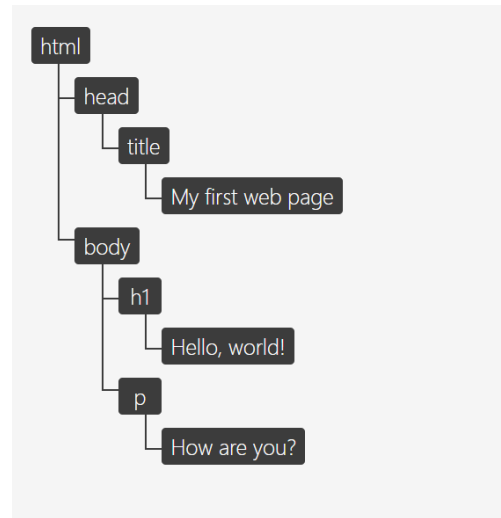 html
head
title
My first web page
body
h1
Hello, world!
p
How are you?